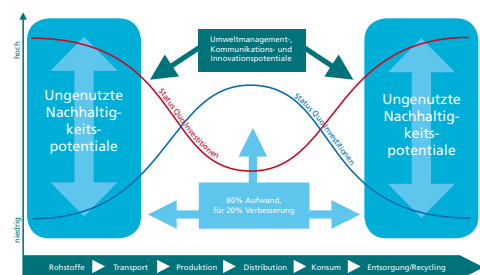 hoch
niedrig
Umweltmanagement-,
Kommunikations- und
Innovationspotentiale
Ungenutzte
Nachhaltig-
keits-
potentiale
Status Quo Investitionen
Status Quo Investitionen
Ungenutzte
Nachhaltig-
keits-
potentiale
80% Aufwand,
für 20% Verbesserung
Rohstoffe Transport Produktion Distribution Konsum Entsorgung/Recycling